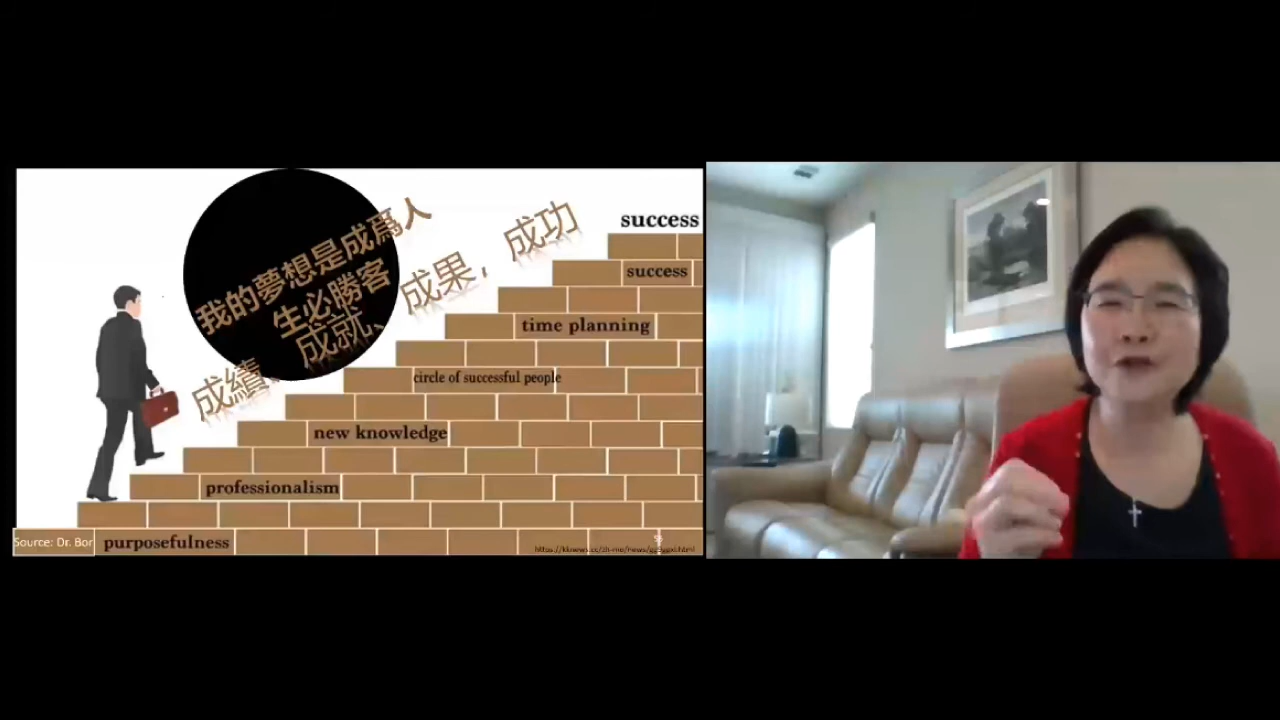 我的夢想是成爲人
生必勝客
成績、成就、成果，成功
success
success
time planning
circle of successful people
new knowledge
professionalism
Source: Dr. Bor
purposefulness